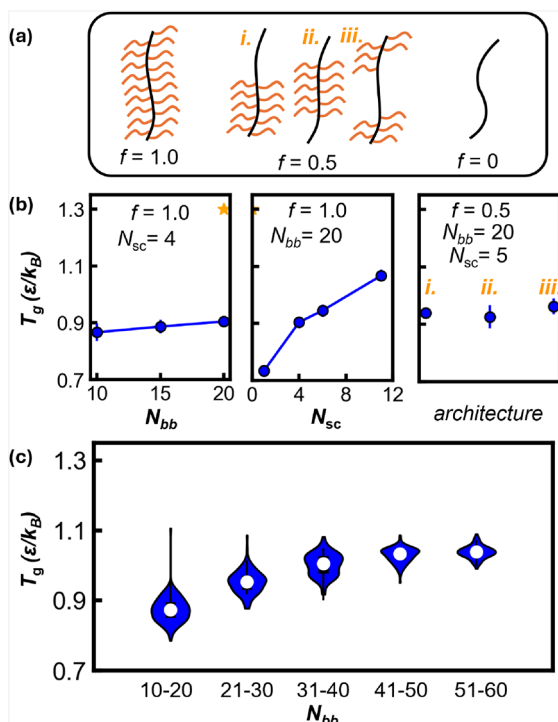 (a)
i. ii. iii.
f = 1.0 f = 0.5 f = 0
(b)
1.3
1.1
0.9
0.7
T_g (ε/k_B)
f = 1.0
N_sc = 4
10 15 20
N_bb
f = 1.0
N_bb = 20
0 4 8 12
N_sc
f = 0.5
N_bb = 20
N_sc = 5
i. ii. iii.
architecture
(c)
1.3
1.1
0.9
0.7
T_g (ε/k_B)
10-20 21-30 31-40 41-50 51-60
N_bb